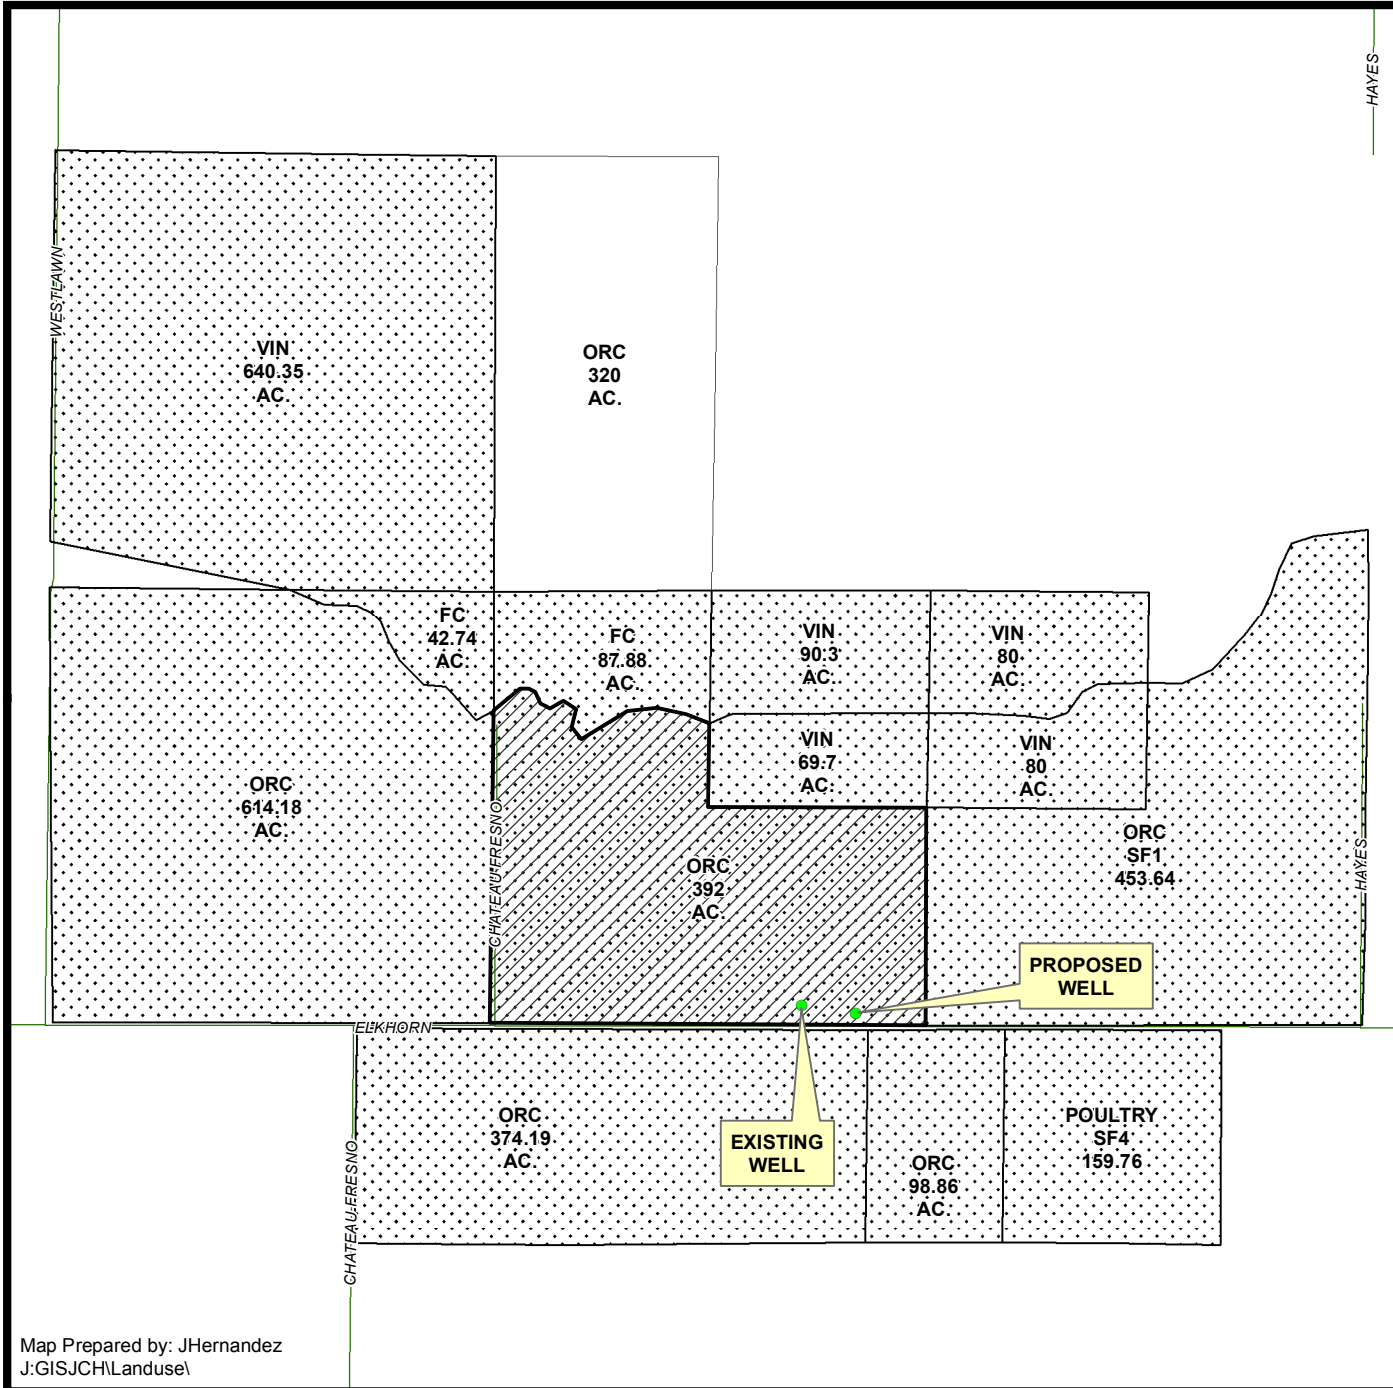 HAYES
WESTLAWN
VIN
640.35
AC.
ORC
320
AC.
FC
42.74
AC.
FC
87.88
AC.
VIN
90.3
AC.
VIN
80
AC.
VIN
69.7
AC.
VIN
80
AC.
ORC
614.18
AC.
CHATEAU FRESNO
ORC
392
AC.
ORC
SF1
453.64
HAYES
PROPOSED
WELL
ELKHORN
ORC
374.19
AC.
EXISTING
WELL
ORC
98.86
AC.
POULTRY
SF4
159.76
CHATEAU FRESNO
Map Prepared by: JHernandez
J:GISJCH\Landuse\